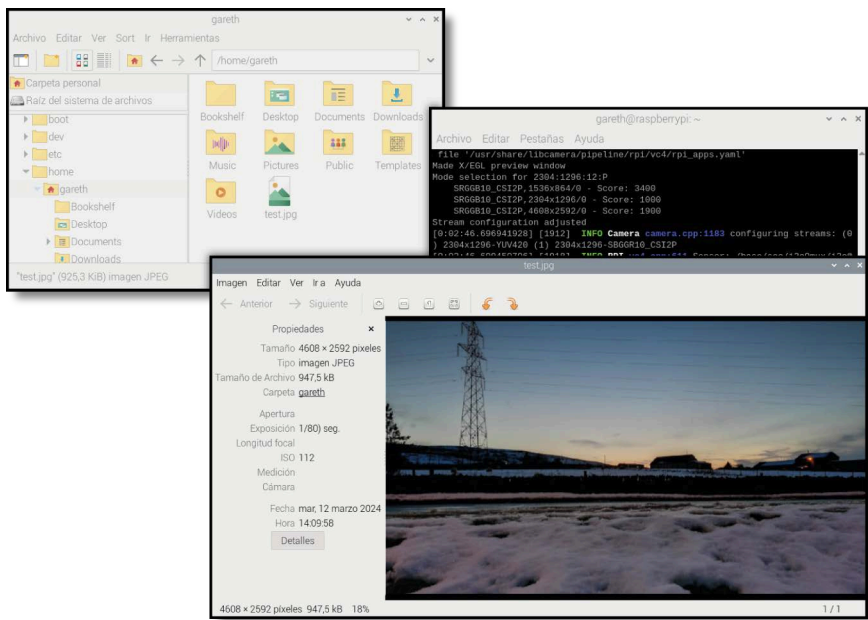 gareth
Archivo Editar Ver Sort Ir Herramientas
/home/gareth
Carpeta personal
Raíz del sistema de archivos
boot
dev
etc
home
gareth
Bookshelf
Desktop
Documents
Downloads
Bookshelf Desktop Documents Downloads
Music Pictures Public Templates
Videos test.jpg
"test.jpg" (925,3 KiB) imagen JPEG
gareth@raspberrypi: ~
Archivo Editar Pestañas Ayuda
file '/usr/share/libcamera/pipeline/rpi/vc4/rpi_apps.yaml'
Made X/EGL preview window
Mode selection for 2304:1296:12:P
SRGGB10_CSI2P,1536x864/0 - Score: 3400
SRGGB10_CSI2P,2304x1296/0 - Score: 1000
SRGGB10_CSI2P,4608x2592/0 - Score: 1900
Stream configuration adjusted
[0:02:46.696941928] [1912] INFO Camera camera.cpp:1183 configuring streams: (0
) 2304x1296-YUV420 (1) 2304x1296-SBGGR10_CSI2P
test.jpg
Imagen Editar Ver Ir a Ayuda
Anterior Siguiente
Propiedades
Tamaño 4608 × 2592 píxeles
Tipo imagen JPEG
Tamaño de Archivo 947,5 kB
Carpeta gareth
Apertura
Exposición 1/80) seg.
Longitud focal
ISO 112
Medición
Cámara
Fecha mar, 12 marzo 2024
Hora 14:09:58
Detalles
4608 × 2592 píxeles 947,5 kB 18%
1 / 1